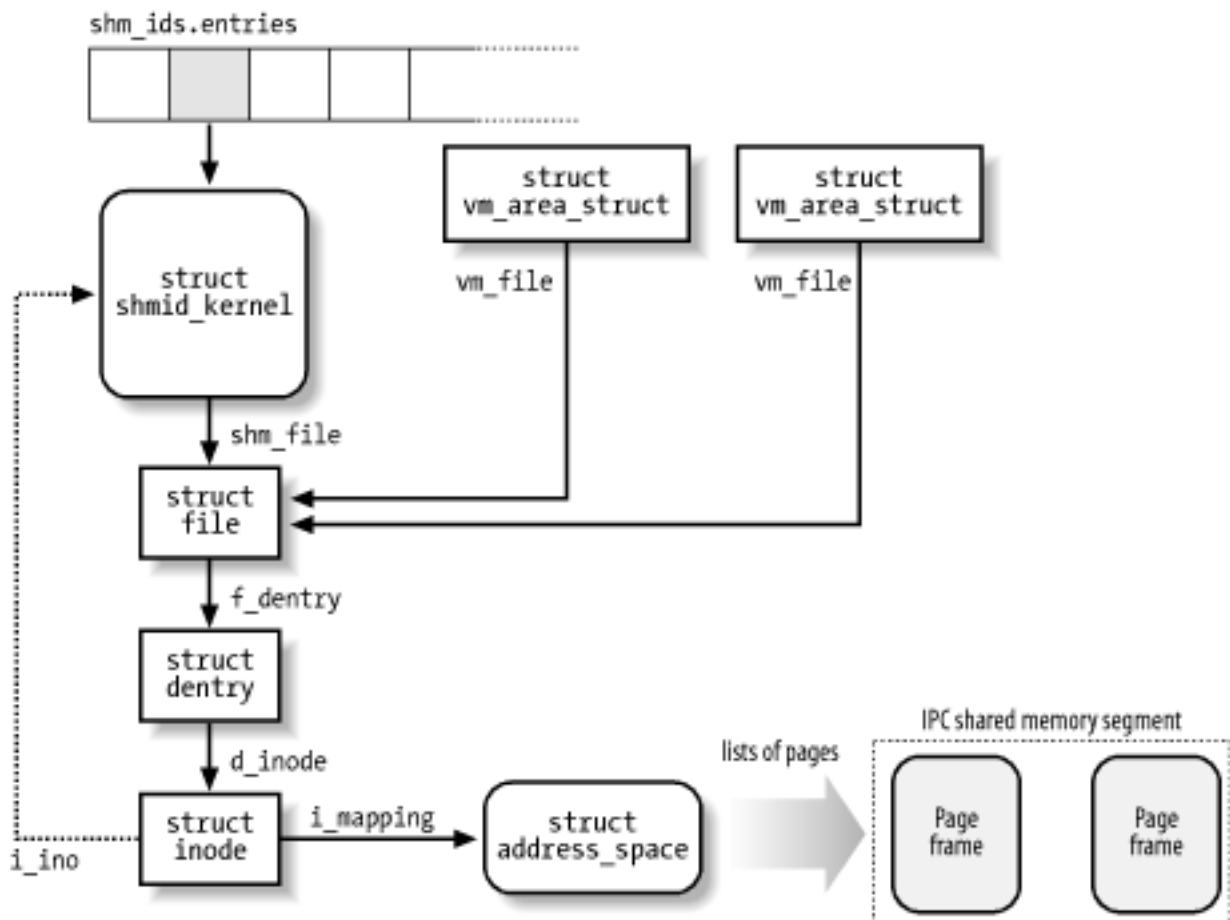 shm_ids.entries
struct
vm_area_struct
struct
vm_area_struct
struct
shmid_kernel
vm_file
vm_file
shm_file
struct
file
f_dentry
struct
dentry
d_inode
struct
inode
i_ino
i_mapping
struct
address_space
lists of pages
IPC shared memory segment
Page
frame
Page
frame